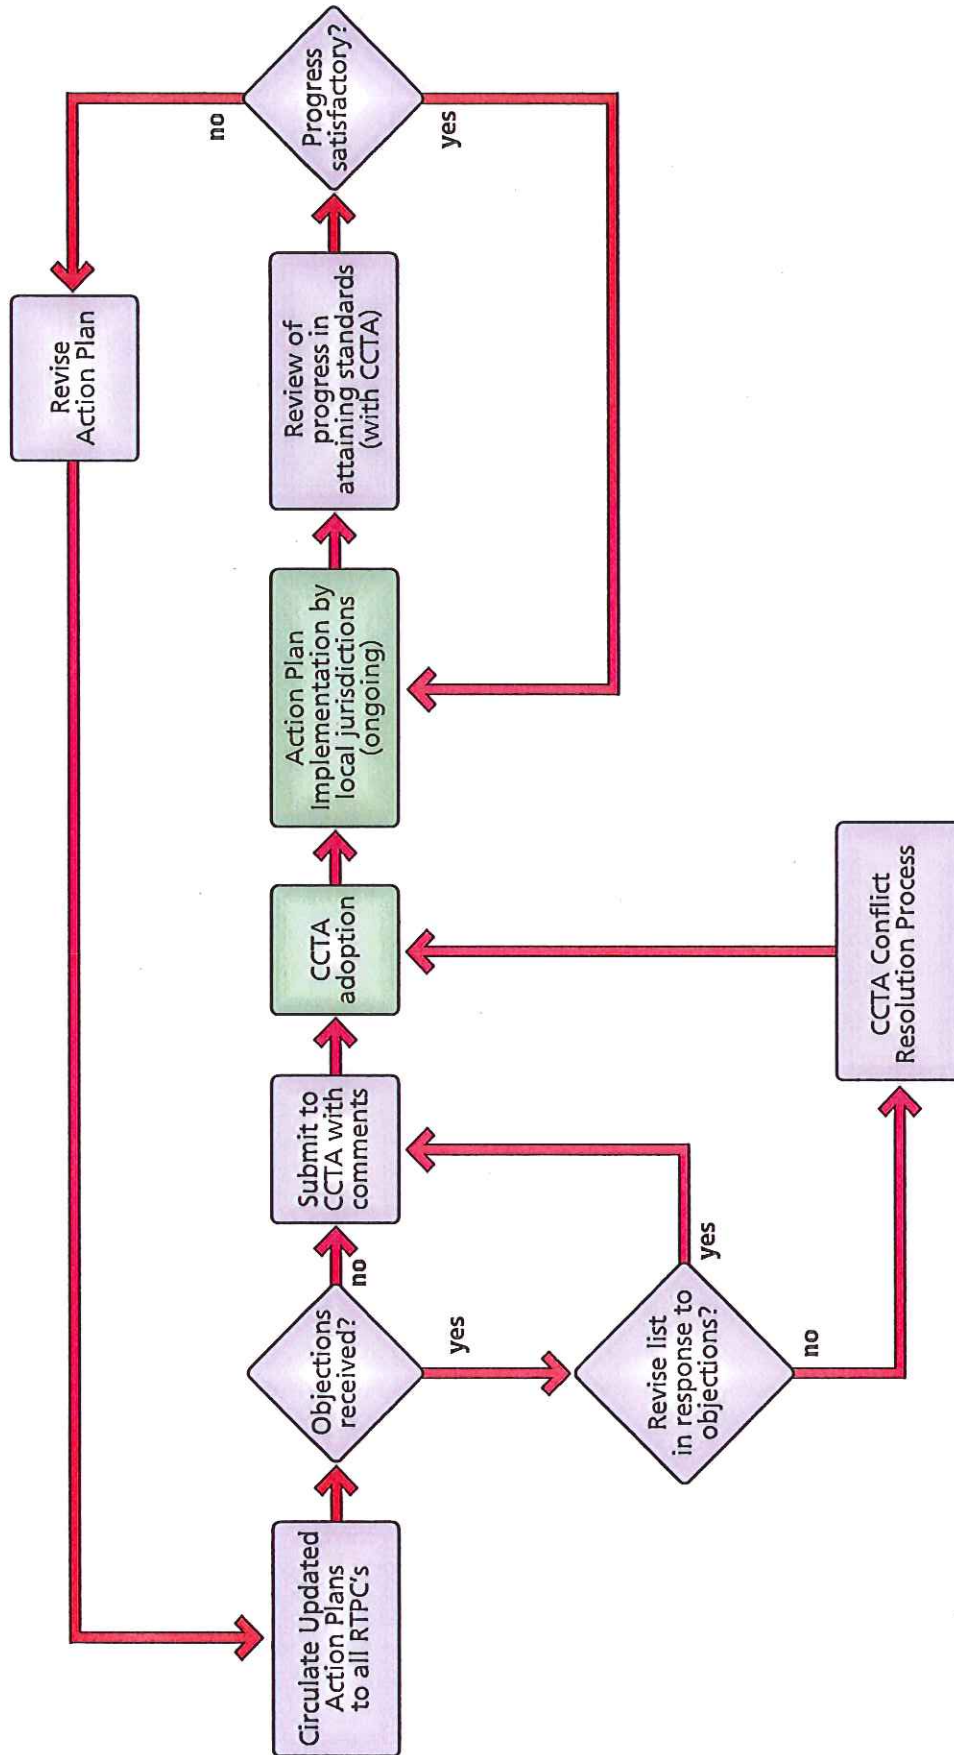 Circulate Updated
Action Plans
to all RTPC's
Objections
received?
no
yes
Revise list
in response to
objections?
yes
no
Submit to
CCTA with
comments
CCTA
adoption
CCTA Conflict
Resolution Process
Action Plan
Implementation by
local jurisdictions
(ongoing)
Review of
progress in
attaining standards
(with CCTA)
Progress
satisfactory?
no
yes
Revise
Action Plan